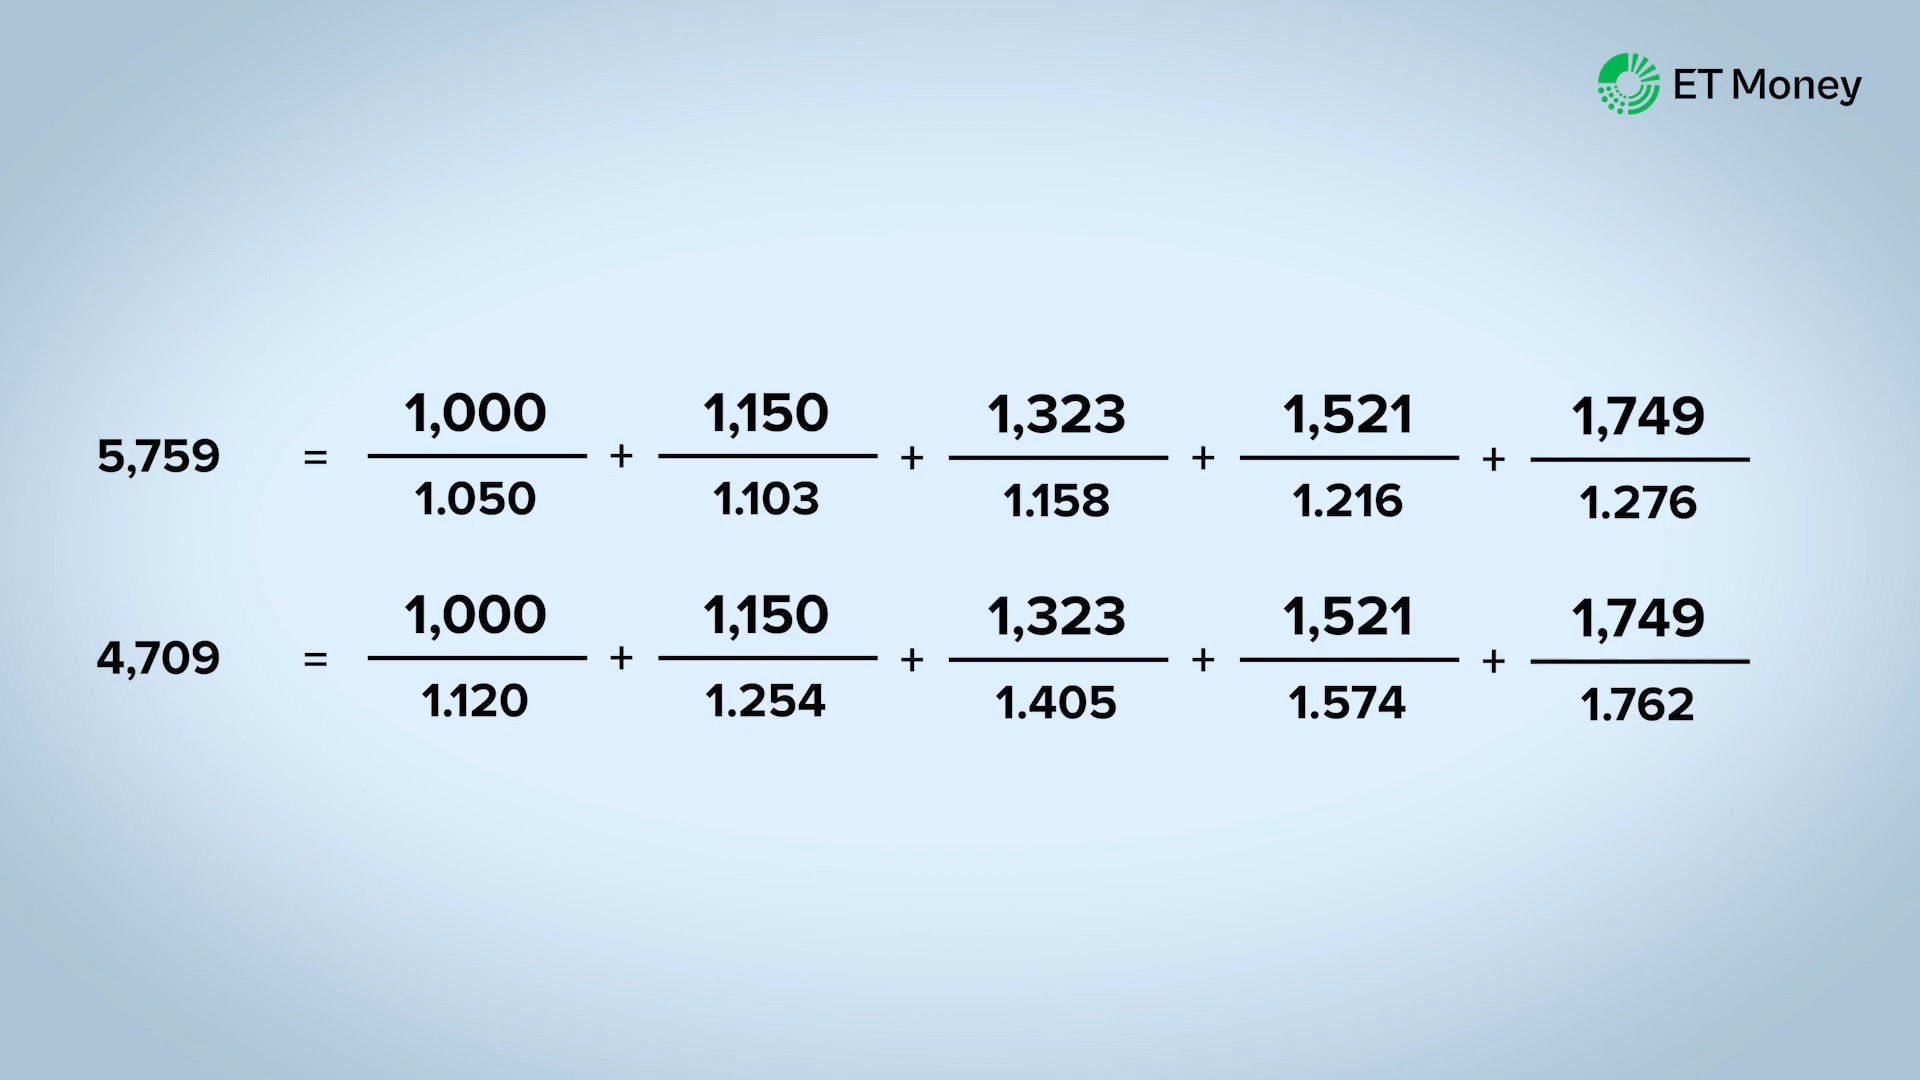 ET Money
1,000 1,150 1,323 1,521 1,749
5,759 = + + + +
1.050 1.103 1.158 1.216 1.276
1,000 1,150 1,323 1,521 1,749
4,709 = + + + +
1.120 1.254 1.405 1.574 1.762